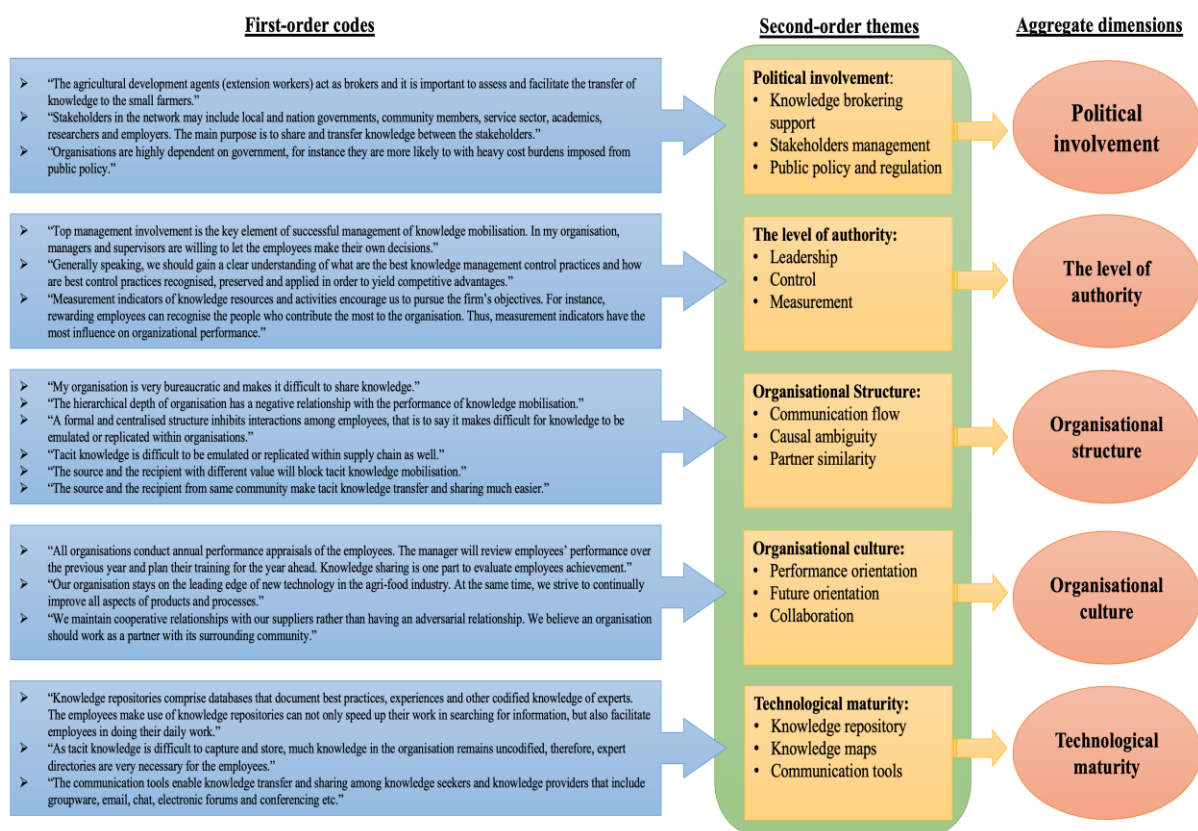 First-order codes
Second-order themes
Aggregate dimensions
➤ “The agricultural development agents (extension workers) act as brokers and it is important to assess and facilitate the transfer of
knowledge to the small farmers.”
➤ “Stakeholders in the network may include local and nation governments, community members, service sector, academics,
researchers and employers. The main purpose is to share and transfer knowledge between the stakeholders.”
➤ “Organisations are highly dependent on government, for instance they are more likely to with heavy cost burdens imposed from
public policy.”
Political involvement:
• Knowledge brokering
support
• Stakeholders management
• Public policy and regulation
Political
involvement
➤ “Top management involvement is the key element of successful management of knowledge mobilisation. In my organisation,
managers and supervisors are willing to let the employees make their own decisions.”
➤ “Generally speaking, we should gain a clear understanding of what are the best knowledge management control practices and how
are best control practices recognised, preserved and applied in order to yield competitive advantages.”
➤ “Measurement indicators of knowledge resources and activities encourage us to pursue the firm’s objectives. For instance,
rewarding employees can recognise the people who contribute the most to the organisation. Thus, measurement indicators have the
most influence on organizational performance.”
The level of authority:
• Leadership
• Control
• Measurement
The level of
authority
➤ “My organisation is very bureaucratic and makes it difficult to share knowledge.”
➤ “The hierarchical depth of organisation has a negative relationship with the performance of knowledge mobilisation.”
➤ “A formal and centralised structure inhibits interactions among employees, that is to say it makes difficult for knowledge to be
emulated or replicated within organisations.”
➤ “Tacit knowledge is difficult to be emulated or replicated within supply chain as well.”
➤ “The source and the recipient with different value will block tacit knowledge mobilisation.”
➤ “The source and the recipient from same community make tacit knowledge transfer and sharing much easier.”
Organisational Structure:
• Communication flow
• Causal ambiguity
• Partner similarity
Organisational
structure
➤ “All organisations conduct annual performance appraisals of the employees. The manager will review employees’ performance over
the previous year and plan their training for the year ahead. Knowledge sharing is one part to evaluate employees achievement.”
➤ “Our organisation stays on the leading edge of new technology in the agri-food industry. At the same time, we strive to continually
improve all aspects of products and processes.”
➤ “We maintain cooperative relationships with our suppliers rather than having an adversarial relationship. We believe an organisation
should work as a partner with its surrounding community.”
Organisational culture:
• Performance orientation
• Future orientation
• Collaboration
Organisational
culture
➤ “Knowledge repositories comprise databases that document best practices, experiences and other codified knowledge of experts.
The employees make use of knowledge repositories can not only speed up their work in searching for information, but also facilitate
employees in doing their daily work.”
➤ “As tacit knowledge is difficult to capture and store, much knowledge in the organisation remains uncodified, therefore, expert
directories are very necessary for the employees.”
➤ “The communication tools enable knowledge transfer and sharing among knowledge seekers and knowledge providers that include
groupware, email, chat, electronic forums and conferencing etc.”
Technological maturity:
• Knowledge repository
• Knowledge maps
• Communication tools
Technological
maturity